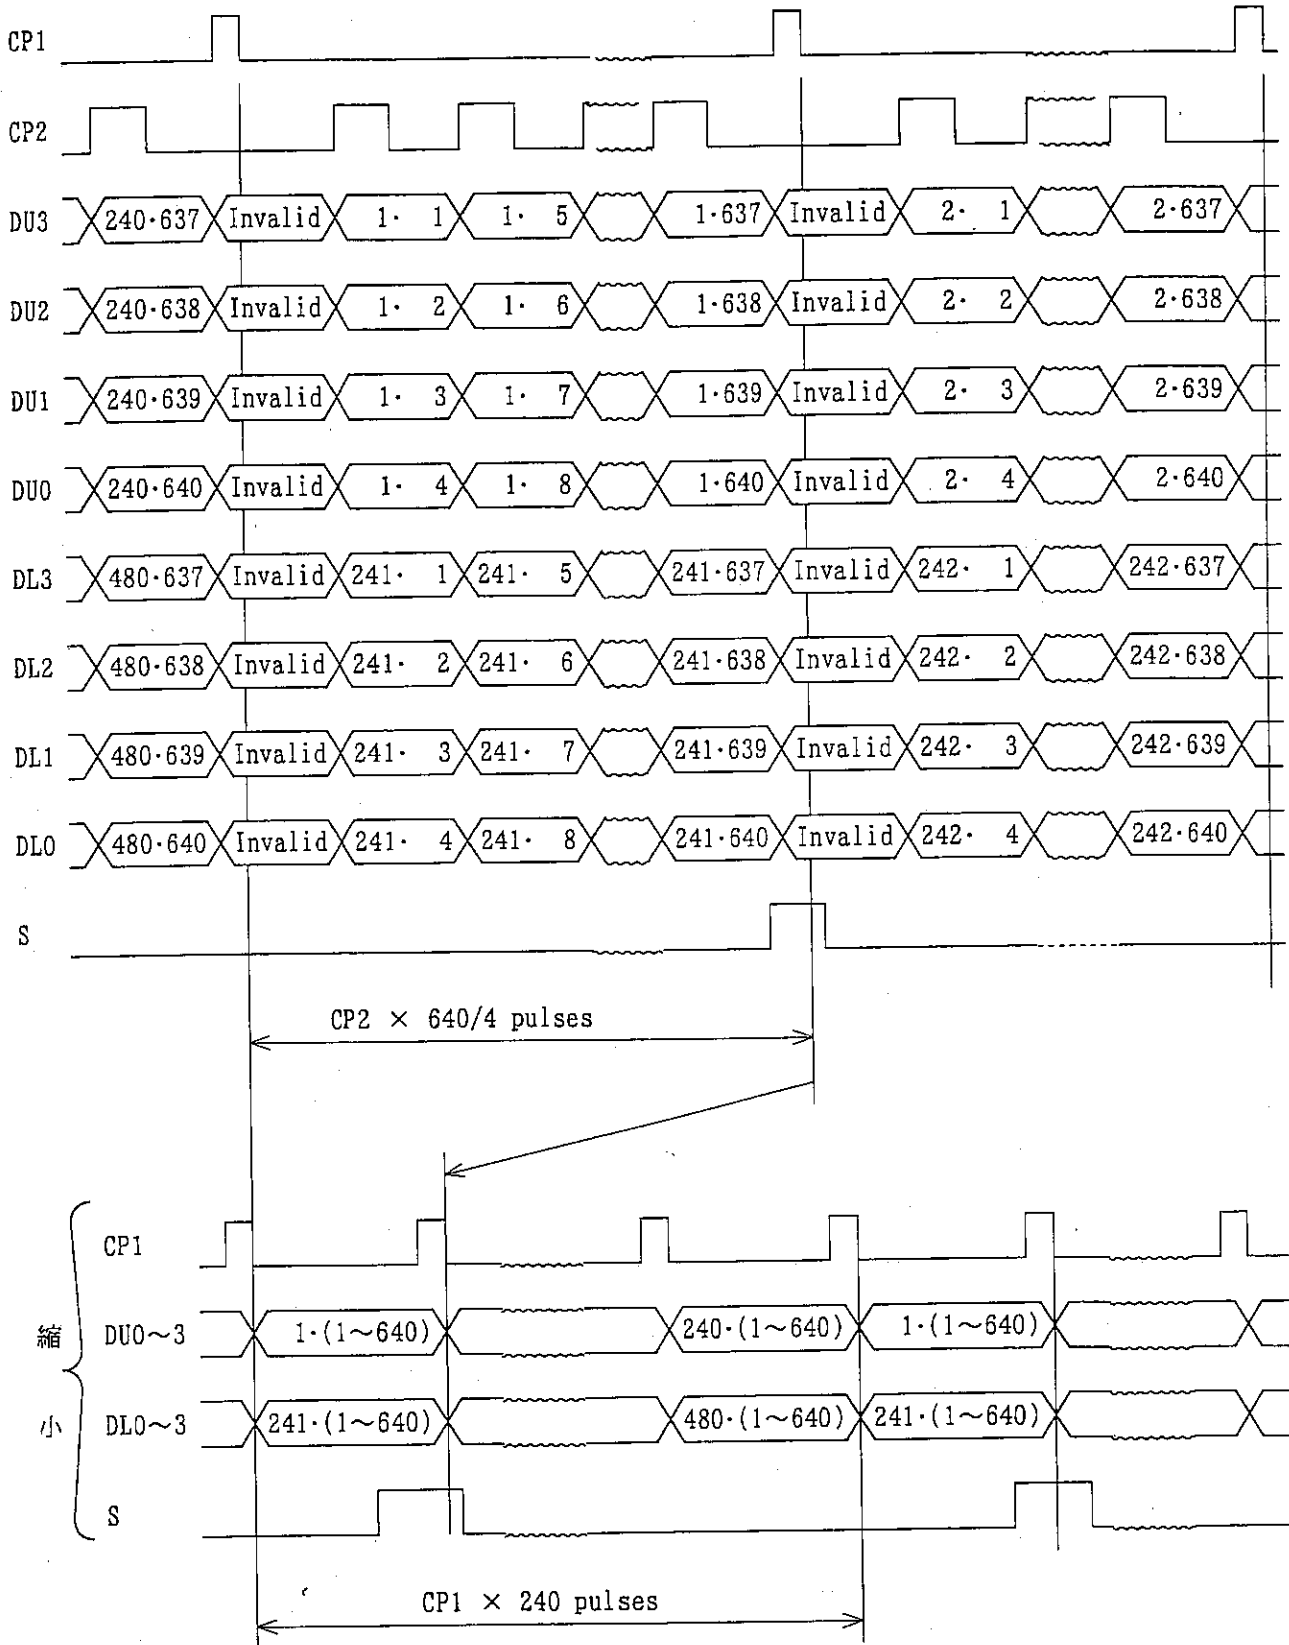 CP1
CP2
DU3 240·637 Invalid 1· 1 1· 5 1·637 Invalid 2· 1 2·637
DU2 240·638 Invalid 1· 2 1· 6 1·638 Invalid 2· 2 2·638
DU1 240·639 Invalid 1· 3 1· 7 1·639 Invalid 2· 3 2·639
DU0 240·640 Invalid 1· 4 1· 8 1·640 Invalid 2· 4 2·640
DL3 480·637 Invalid 241· 1 241· 5 241·637 Invalid 242· 1 242·637
DL2 480·638 Invalid 241· 2 241· 6 241·638 Invalid 242· 2 242·638
DL1 480·639 Invalid 241· 3 241· 7 241·639 Invalid 242· 3 242·639
DL0 480·640 Invalid 241· 4 241· 8 241·640 Invalid 242· 4 242·640
S
CP2 × 640/4 pulses
縮小
CP1
DU0~3 1·(1~640) 240·(1~640) 1·(1~640)
DL0~3 241·(1~640) 480·(1~640) 241·(1~640)
S
CP1 × 240 pulses